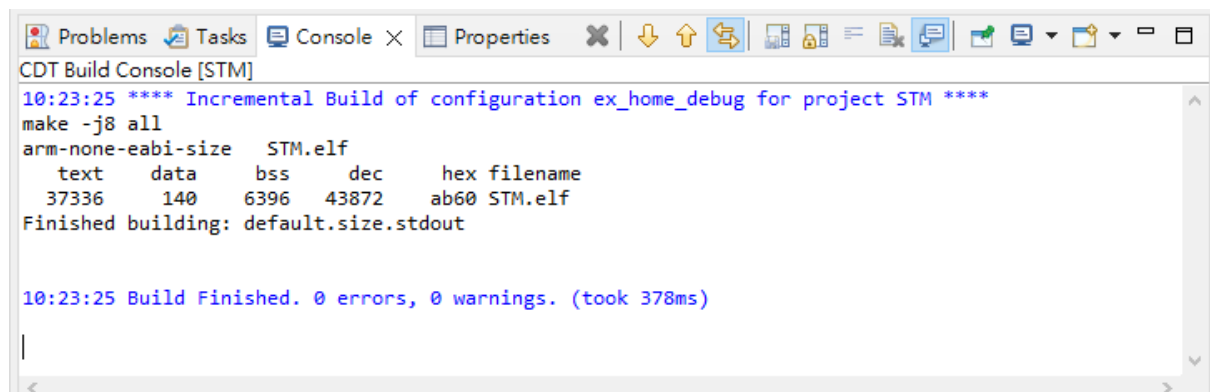 Problems Tasks Console Properties
CDT Build Console [STM]
10:23:25 **** Incremental Build of configuration ex_home_debug for project STM ****
make -j8 all
arm-none-eabi-size   STM.elf
   text    data     bss     dec     hex filename
  37336     140    6396   43872    ab60 STM.elf
Finished building: default.size.stdout
10:23:25 Build Finished. 0 errors, 0 warnings. (took 378ms)